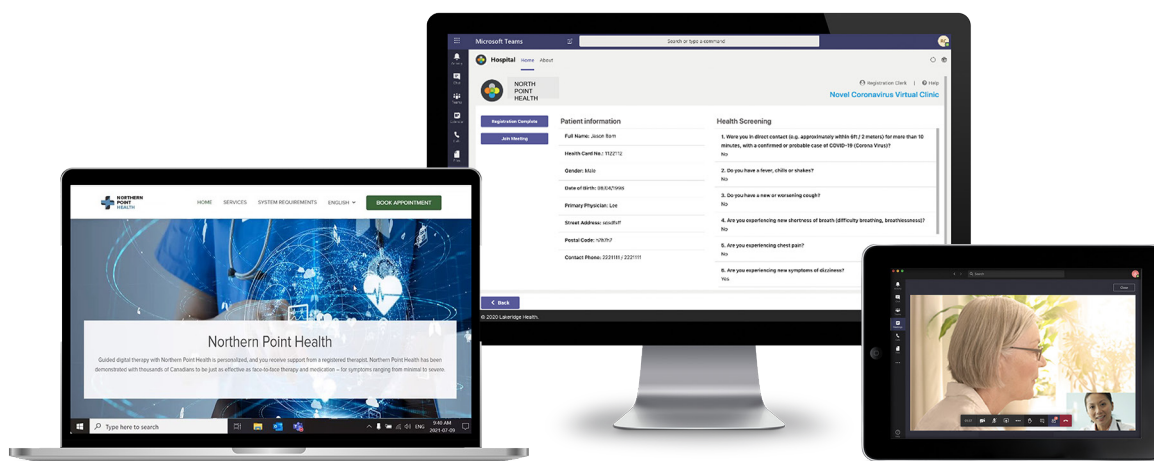 NORTHERN
POINT
HEALTH
HOME SERVICES SYSTEM REQUIREMENTS ENGLISH BOOK APPOINTMENT
Northern Point Health
Guided digital therapy with Northern Point Health is personalized, and you receive support from a registered therapist. Northern Point Health has been
demonstrated with thousands of Canadians to be just as effective as face-to-face therapy and medication – for symptoms ranging from minimal to severe.
Type here to search
ENG
9:40 AM
2021-07-09
Microsoft Teams
Search or type a command
Hospital Home About
NORTH
POINT
HEALTH
Registration Clerk | Help
Novel Coronavirus Virtual Clinic
Registration Complete
Join Meeting
Patient information
Full Name: Jason Bam
Health Card No.: 1122112
Gender: Male
Date of Birth: 08/04/1998
Primary Physician: Lee
Street Address:
Postal Code: n7h7h7
Contact Phone: 2221111 / 2221111
Health Screening
1. Were you in direct contact (e.g. approximately within 6ft / 2 meters) for more than 10
minutes, with a confirmed or probable case of COVID-19 (Corona Virus)?
No
2. Do you have a fever, chills or shakes?
No
3. Do you have a new or worsening cough?
No
4. Are you experiencing new shortness of breath (difficulty breathing, breathlessness)?
No
5. Are you experiencing chest pain?
No
6. Are you experiencing new symptoms of dizziness?
Yes
Back
© 2020 Lakeridge Health.
Search
Close